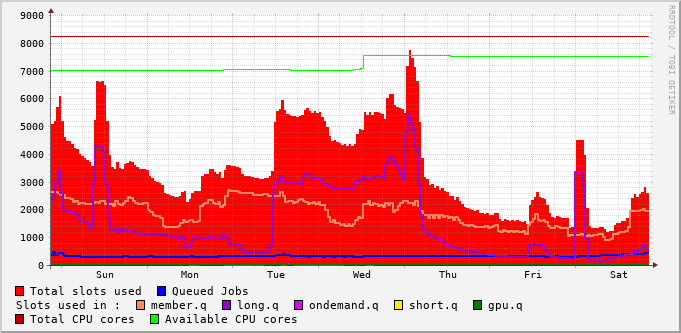 RRDTOOL / TOBI OETIKER
9000
8000
7000
6000
5000
4000
3000
2000
1000
0
Sun Mon Tue Wed Thu Fri Sat
Total slots used Queued Jobs
Slots used in : member.q long.q ondemand.q short.q gpu.q
Total CPU cores Available CPU cores